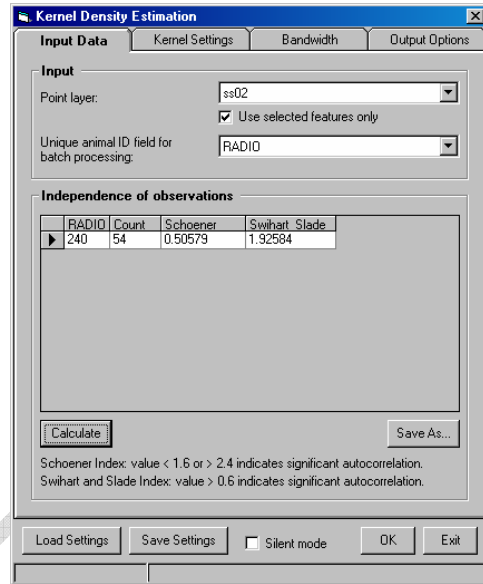 Kernel Density Estimation
Input Data Kernel Settings Bandwidth Output Options
Input
Point layer: ss02
Use selected features only
Unique animal ID field for
batch processing: RADIO
Independence of observations
RADIO Count Schoener Swihart_Slade
240 54 0.50579 1.92584
Calculate Save As...
Schoener Index: value < 1.6 or > 2.4 indicates significant autocorrelation.
Swihart and Slade Index: value > 0.6 indicates significant autocorrelation.
Load Settings Save Settings Silent mode OK Exit